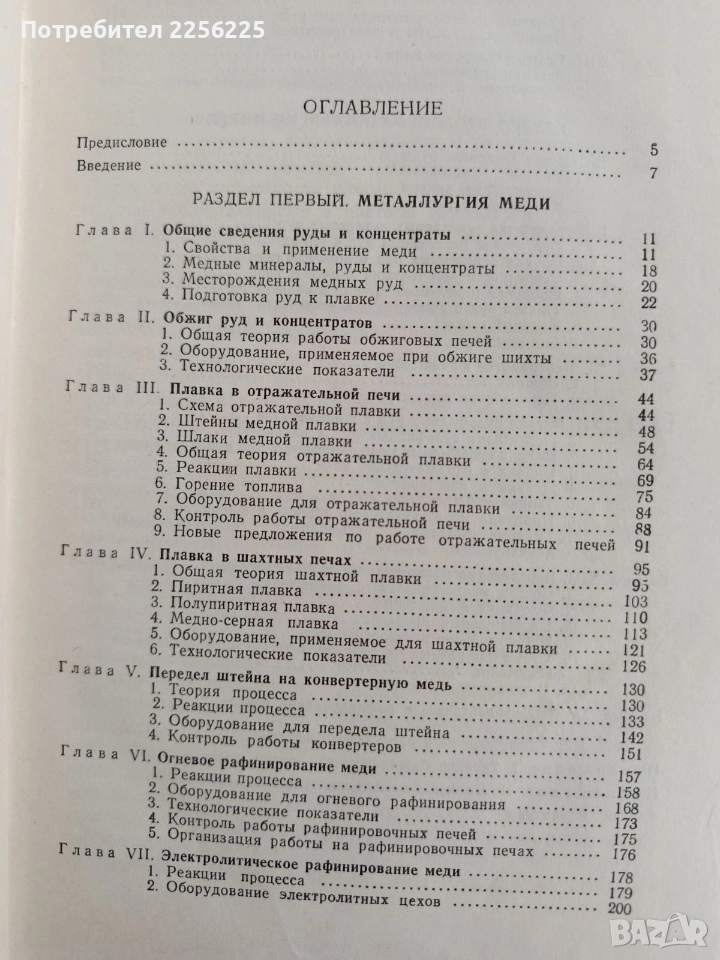 Потребител 2256225
ОГЛАВЛЕНИЕ
Предисловие 5
Введение 7
РАЗДЕЛ ПЕРВЫЙ. МЕТАЛЛУРГИЯ МЕДИ
Глава I. Общие сведения руды и концентраты 11
1. Свойства и применение меди 11
2. Медные минералы, руды и концентраты 18
3. Месторождения медных руд 20
4. Подготовка руд к плавке 22
Глава II. Обжиг руд и концентратов 30
1. Общая теория работы обжиговых печей 30
2. Оборудование, применяемое при обжиге шихты 36
3. Технологические показатели 37
Глава III. Плавка в отражательной печи 44
1. Схема отражательной плавки 44
2. Штейны медной плавки 48
3. Шлаки медной плавки 54
4. Общая теория отражательной плавки 64
5. Реакции плавки 69
6. Горение топлива 75
7. Оборудование для отражательной плавки 84
8. Контроль работы отражательной печи 88
9. Новые предложения по работе отражательных печей 91
Глава IV. Плавка в шахтных печах 95
1. Общая теория шахтной плавки 95
2. Пиритная плавка 103
3. Полупиритная плавка 110
4. Медно-серная плавка 113
5. Оборудование, применяемое для шахтной плавки 121
6. Технологические показатели 126
Глава V. Передел штейна на конвертерную медь 130
1. Теория процесса 130
2. Реакции процесса 133
3. Оборудование для передела штейна 142
4. Контроль работы конвертеров 151
Глава VI. Огневое рафинирование меди 157
1. Реакции процесса 158
2. Оборудование для огневого рафинирования 168
3. Технологические показатели 173
4. Контроль работы рафинировочных печей 175
5. Организация работы на рафинировочных печах 176
Глава VII. Электролитическое рафинирование меди 178
1. Реакции процесса 179
2. Оборудование электролитных цехов 200
BAZAR